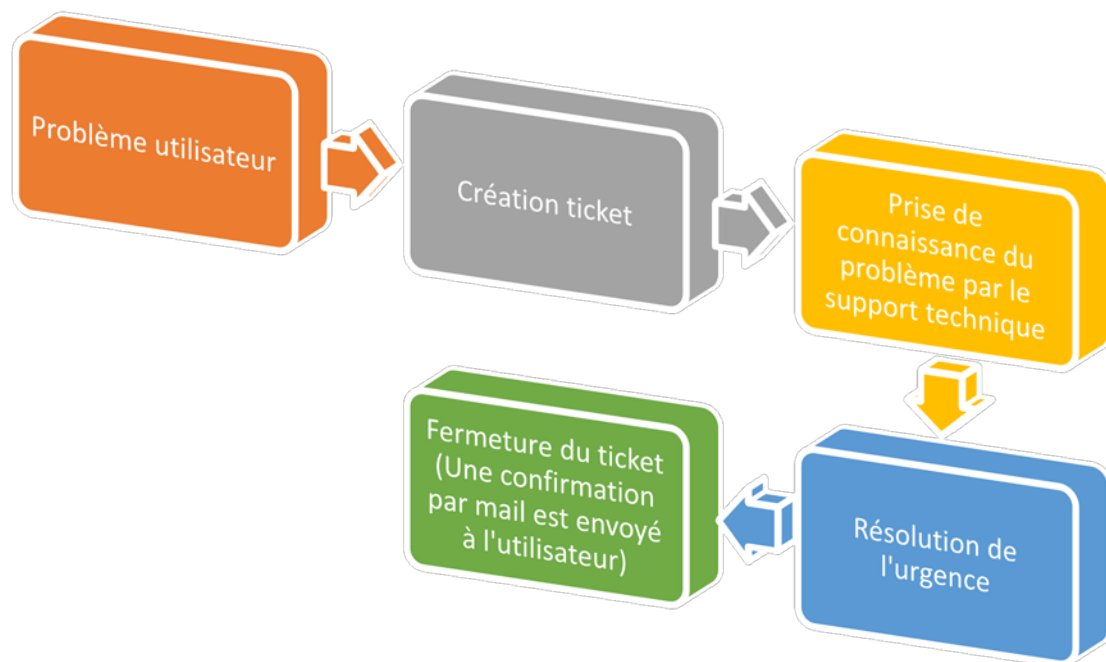 Problème utilisateur
Création ticket
Prise de
connaissance du
problème par le
support technique
Résolution de
l'urgence
Fermeture du ticket
(Une confirmation
par mail est envoyé
à l'utilisateur)